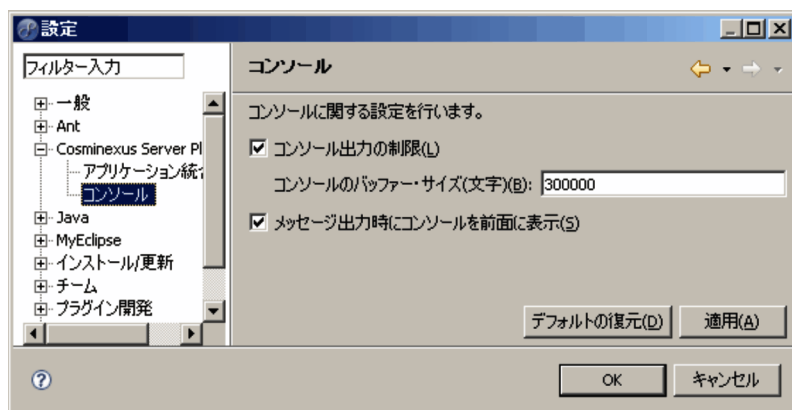 設定
フィルター入力
一般
Ant
Cosminexus Server Pl
アプリケーション統
コンソール
Java
MyEclipse
インストール/更新
チーム
プラグイン開発
コンソール
コンソールに関する設定を行います。
コンソール出力の制限(L)
コンソールのバッファー・サイズ(文字)(B): 300000
メッセージ出力時にコンソールを前面に表示(S)
デフォルトの復元(D) 適用(A)
OK キャンセル